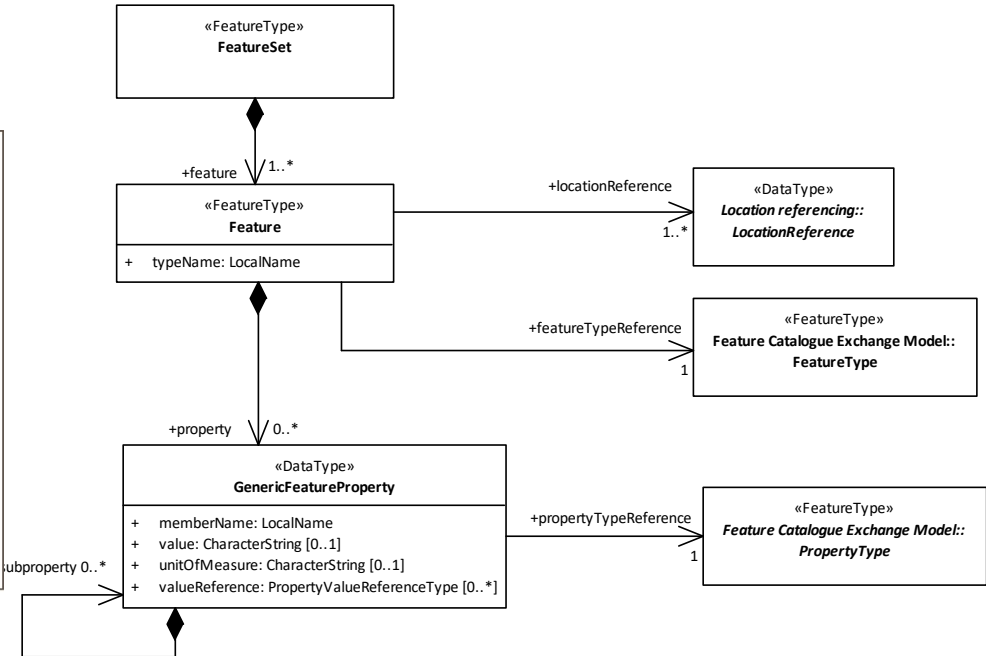 «FeatureType»
FeatureSet
+feature
1..*
«FeatureType»
Feature
+ typeName: LocalName
+locationReference
1..*
«DataType»
Location referencing::
LocationReference
+featureTypeReference
1
«FeatureType»
Feature Catalogue Exchange Model::
FeatureType
+property
0..*
«DataType»
GenericFeatureProperty
+ memberName: LocalName
+ value: CharacterString [0..1]
+ unitOfMeasure: CharacterString [0..1]
+ valueReference: PropertyValueReferenceType [0..*]
+propertyTypeReference
1
«FeatureType»
Feature Catalogue Exchange Model::
PropertyType
subproperty 0..*